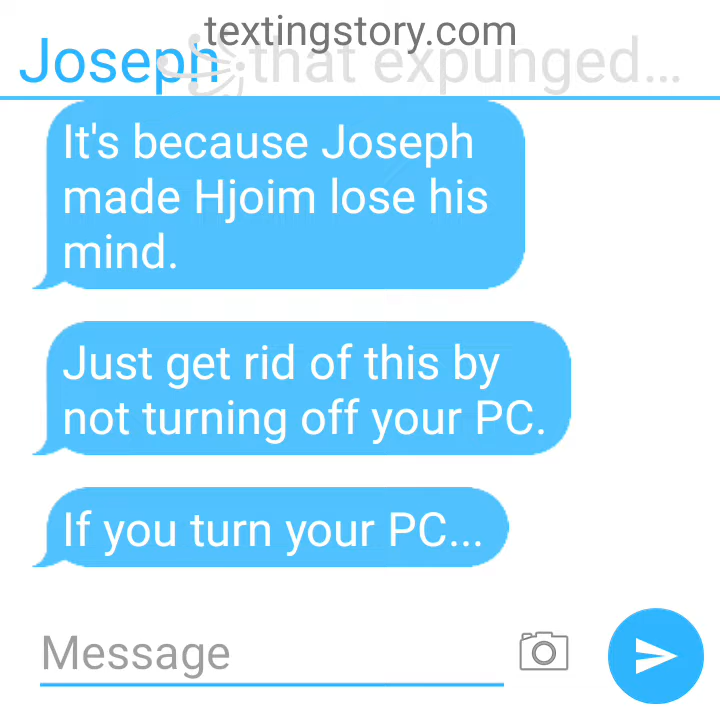 textingstory.com
Joseph that expunged...
It's because Joseph
made Hjoim lose his
mind.
Just get rid of this by
not turning off your PC.
If you turn your PC...
Message